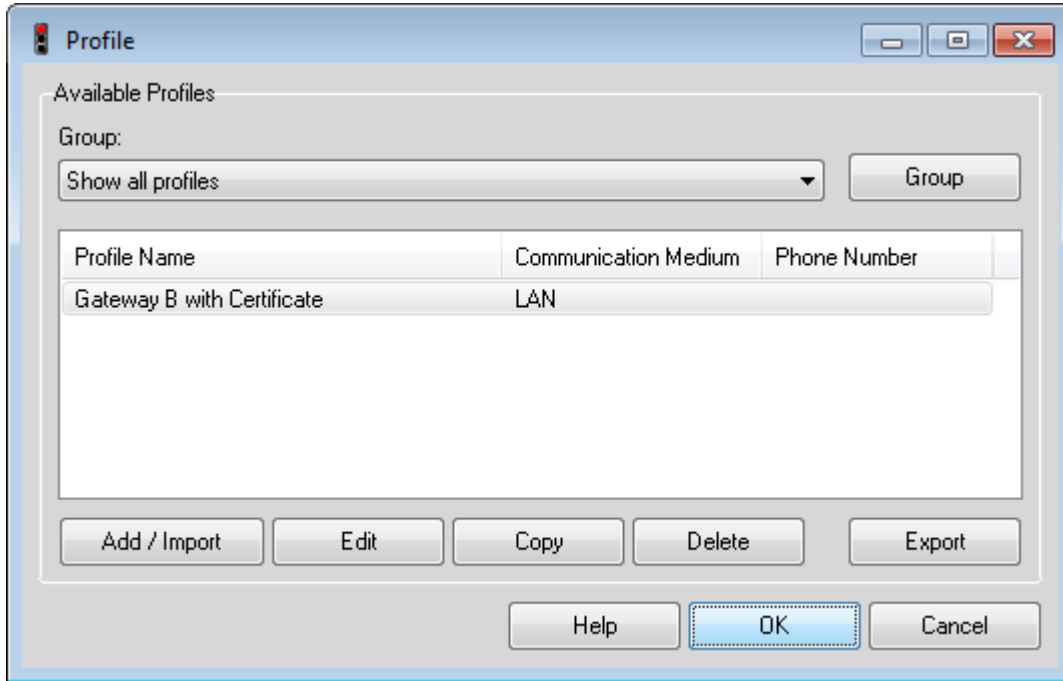 Profile
Available Profiles
Group:
Show all profiles
Group
Profile Name Communication Medium Phone Number
Gateway B with Certificate LAN
Add / Import Edit Copy Delete Export
Help OK Cancel